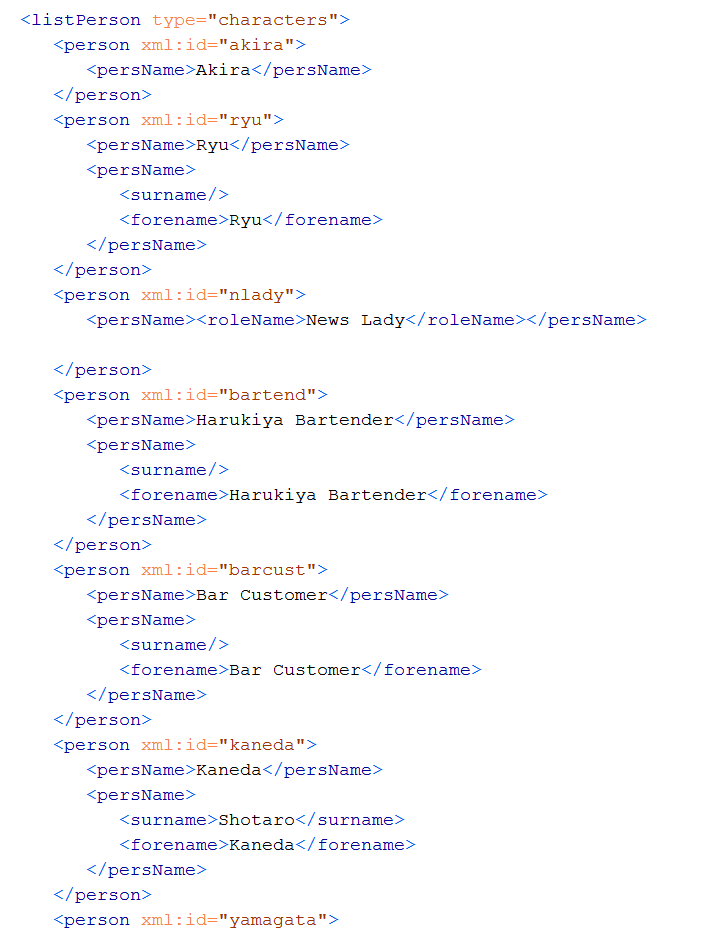 <listPerson type="characters">
<person xml:id="akira">
<persName>Akira</persName>
</person>
<person xml:id="ryu">
<persName>Ryu</persName>
<persName>
<surname/>
<forename>Ryu</forename>
</persName>
</person>
<person xml:id="nlady">
<persName><roleName>News Lady</roleName></persName>
</person>
<person xml:id="bartend">
<persName>Harukiya Bartender</persName>
<persName>
<surname/>
<forename>Harukiya Bartender</forename>
</persName>
</person>
<person xml:id="barcust">
<persName>Bar Customer</persName>
<persName>
<surname/>
<forename>Bar Customer</forename>
</persName>
</person>
<person xml:id="kaneda">
<persName>Kaneda</persName>
<persName>
<surname>Shotaro</surname>
<forename>Kaneda</forename>
</persName>
</person>
<person xml:id="yamagata">